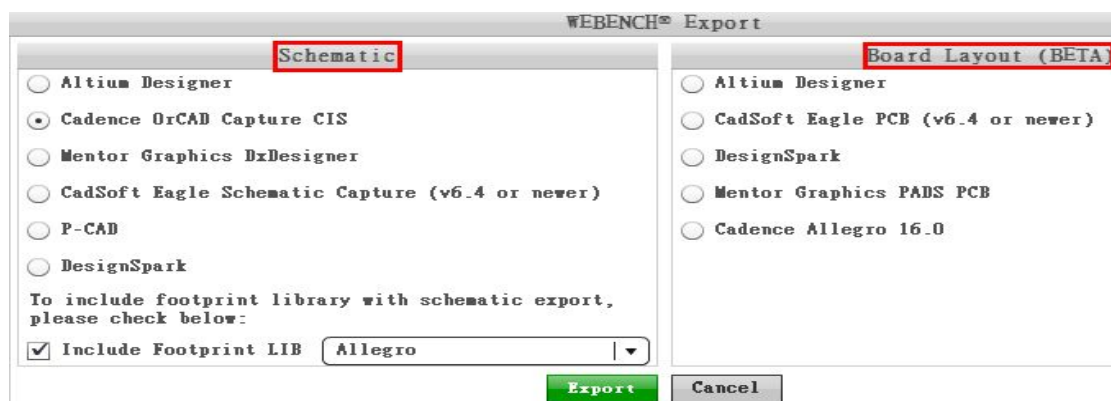 WEBENCH® Export
Schematic
Altium Designer
Cadence OrCAD Capture CIS
Mentor Graphics DxDesigner
CadSoft Eagle Schematic Capture (v6.4 or newer)
P-CAD
DesignSpark
To include footprint library with schematic export,
please check below:
Include Footprint LIB Allegro
Board Layout (BETA)
Altium Designer
CadSoft Eagle PCB (v6.4 or newer)
DesignSpark
Mentor Graphics PADS PCB
Cadence Allegro 16.0
Export Cancel